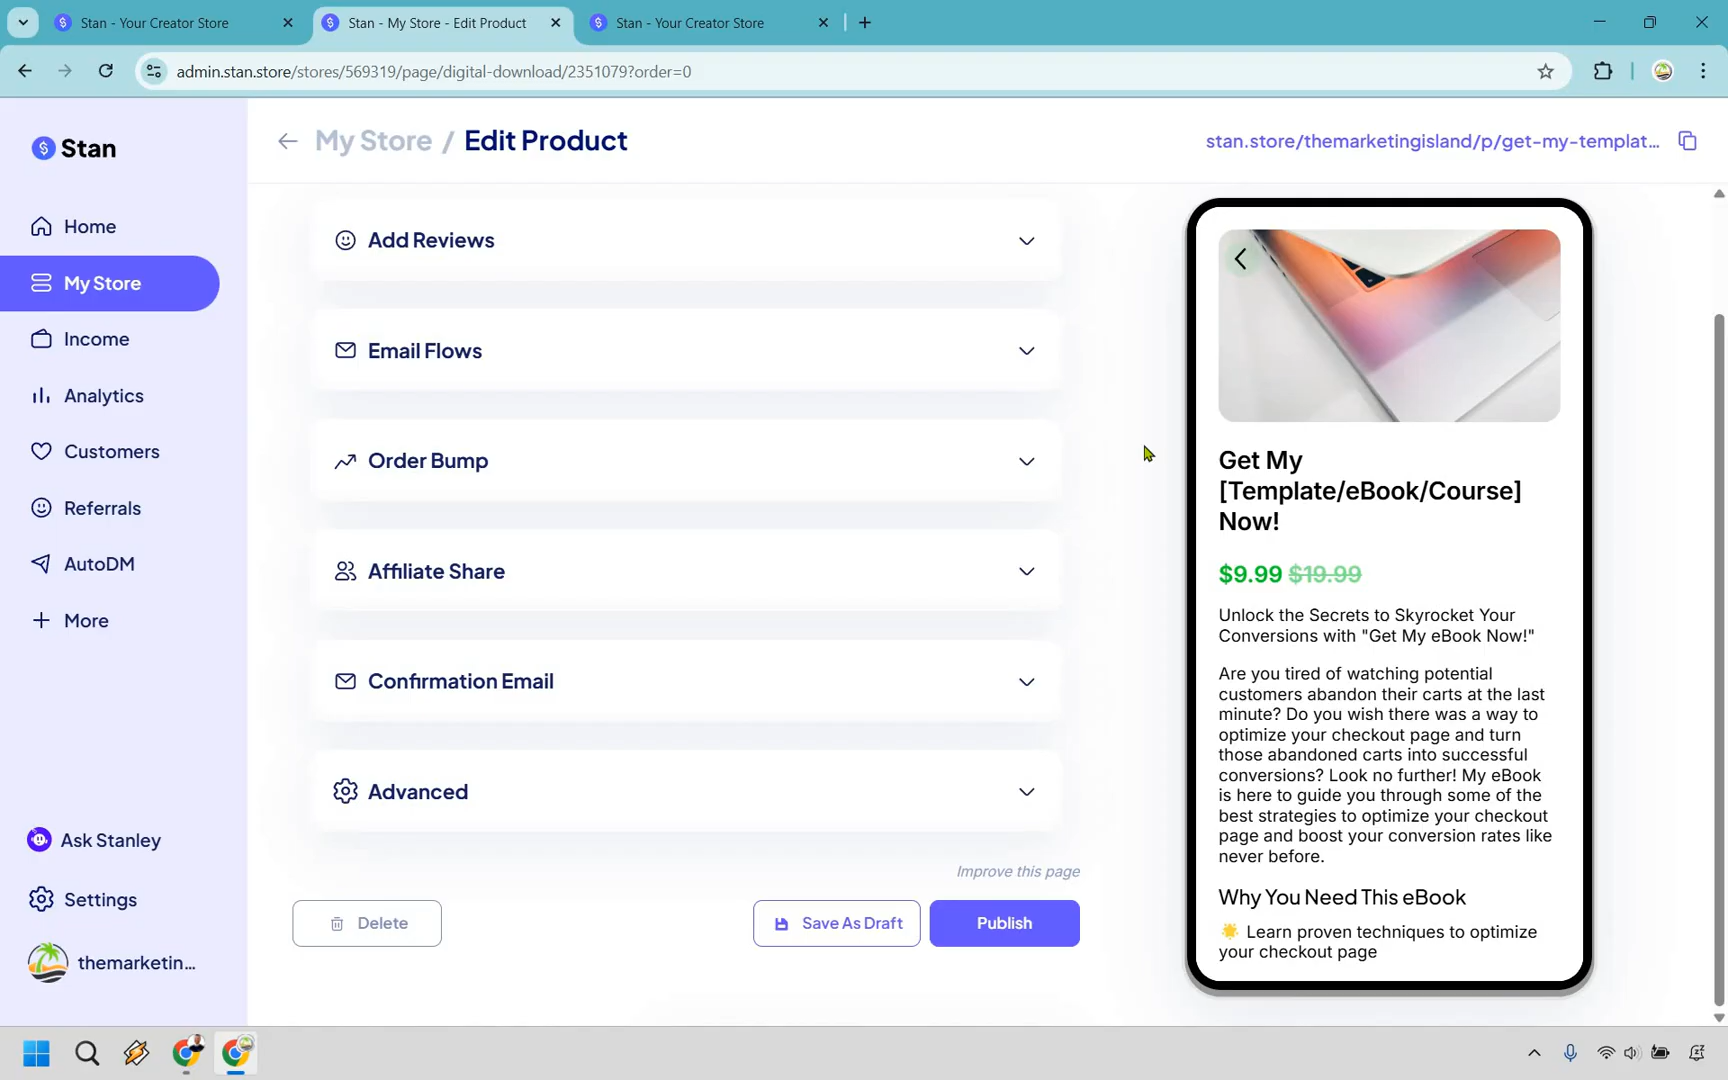 Stan - Your Creator Store
Stan - My Store - Edit Product
Stan - Your Creator Store
admin.stan.store/stores/569319/page/digital-download/2351079?order=0
Stan
My Store / Edit Product
stan.store/themarketingisland/p/get-my-templat...
Home
My Store
Income
Analytics
Customers
Referrals
AutoDM
More
Ask Stanley
Settings
themarketin...
Add Reviews
Email Flows
Order Bump
Affiliate Share
Confirmation Email
Advanced
Improve this page
Delete
Save As Draft
Publish
Get My
[Template/eBook/Course]
Now!
$9.99 $19.99
Unlock the Secrets to Skyrocket Your
Conversions with "Get My eBook Now!"
Are you tired of watching potential
customers abandon their carts at the last
minute? Do you wish there was a way to
optimize your checkout page and turn
those abandoned carts into successful
conversions? Look no further! My eBook
is here to guide you through some of the
best strategies to optimize your checkout
page and boost your conversion rates like
never before.
Why You Need This eBook
🌟 Learn proven techniques to optimize
your checkout page